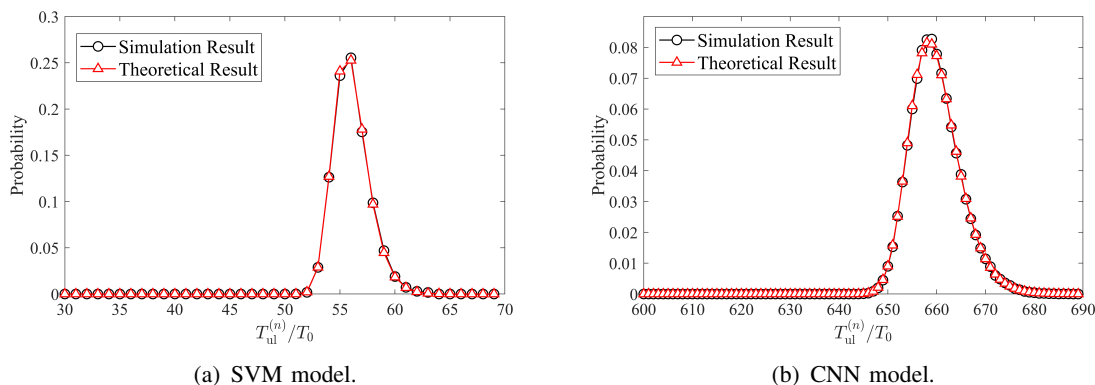 0.3
0.25
0.2
0.15
0.1
0.05
0
Probability
Simulation Result
Theoretical Result
30 35 40 45 50 55 60 65 70
T_ul^(n)/T_0
(a) SVM model.
0.08
0.07
0.06
0.05
0.04
0.03
0.02
0.01
0
Probability
Simulation Result
Theoretical Result
600 610 620 630 640 650 660 670 680 690
T_ul^(n)/T_0
(b) CNN model.